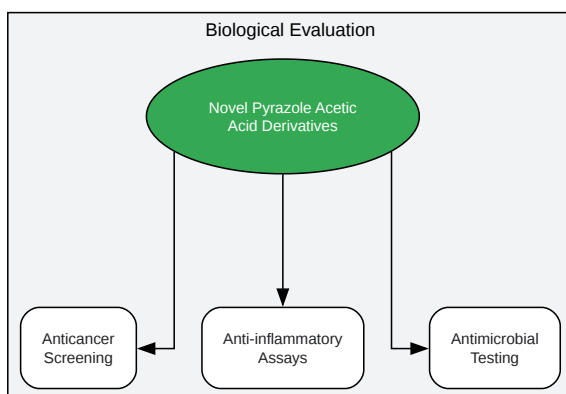 Biological Evaluation
Novel Pyrazole Acetic
Acid Derivatives
Anticancer
Screening
Anti-inflammatory
Assays
Antimicrobial
Testing